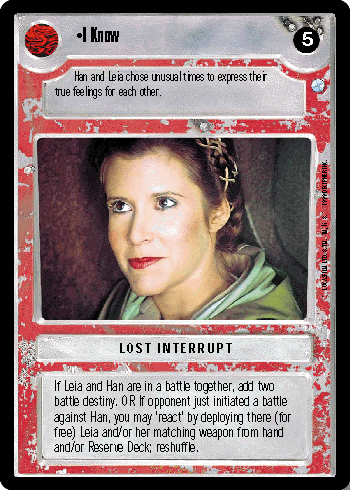 •I Know
5
Han and Leia chose unusual times to express their
true feelings for each other.
LOST INTERRUPT
If Leia and Han are in a battle together, add two
battle destiny. OR If opponent just initiated a battle
against Han, you may 'react' by deploying there (for
free) Leia and/or her matching weapon from hand
and/or Reserve Deck; reshuffle.